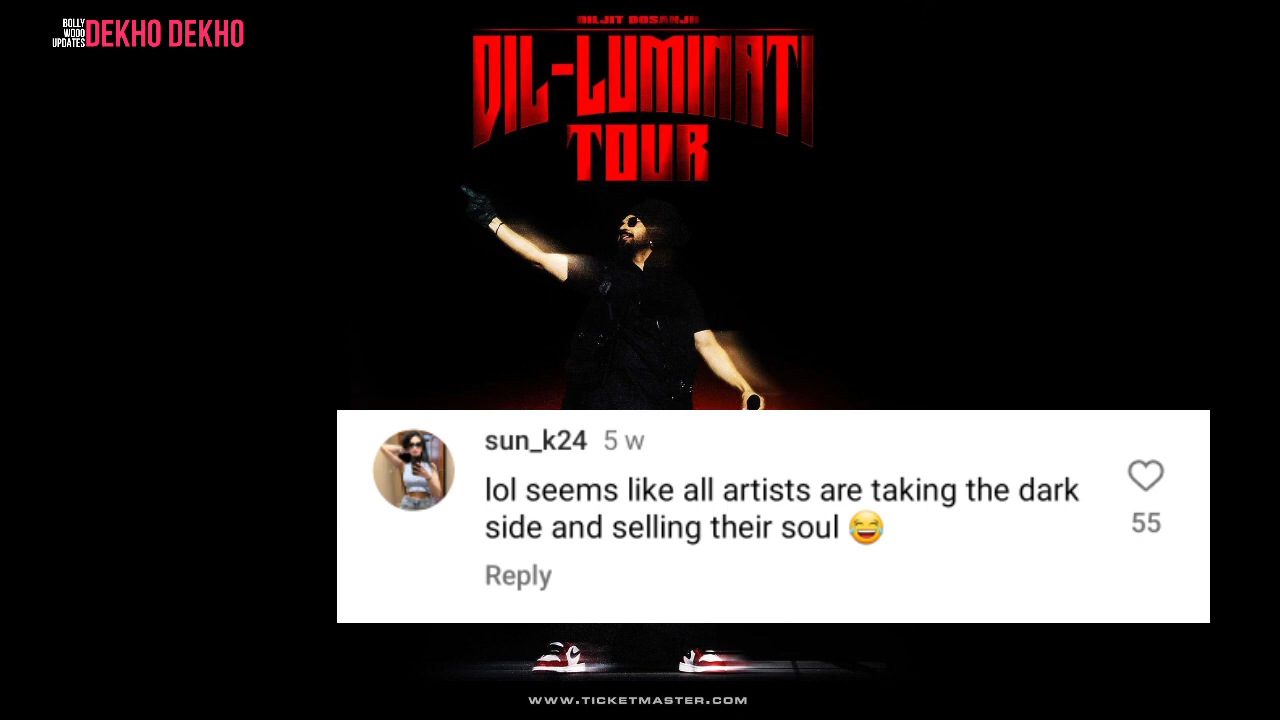 BOLLY
WOOD
UPDATES
DEKHO DEKHO
DILJIT DOSANJH
DIL-LUMINATI
TOUR
sun_k24 5 w
lol seems like all artists are taking the dark
side and selling their soul 😂
55
Reply
WWW.TICKETMASTER.COM